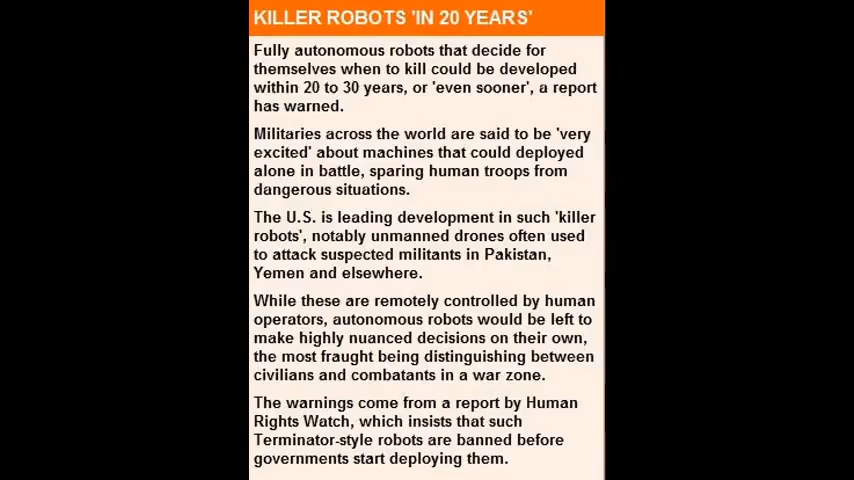 KILLER ROBOTS 'IN 20 YEARS'
Fully autonomous robots that decide for
themselves when to kill could be developed
within 20 to 30 years, or 'even sooner', a report
has warned.
Militaries across the world are said to be 'very
excited' about machines that could deployed
alone in battle, sparing human troops from
dangerous situations.
The U.S. is leading development in such 'killer
robots', notably unmanned drones often used
to attack suspected militants in Pakistan,
Yemen and elsewhere.
While these are remotely controlled by human
operators, autonomous robots would be left to
make highly nuanced decisions on their own,
the most fraught being distinguishing between
civilians and combatants in a war zone.
The warnings come from a report by Human
Rights Watch, which insists that such
Terminator-style robots are banned before
governments start deploying them.